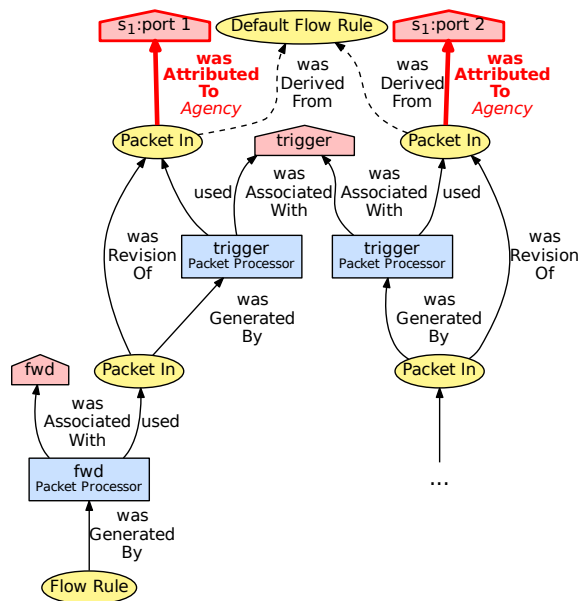 s₁:port 1
Default Flow Rule
s₁:port 2
was
Attributed
To
Agency
was
Derived
From
was
Derived
From
was
Attributed
To
Agency
Packet In
trigger
Packet In
used
was
Associated
With
was
Associated
With
used
was
Revision
Of
trigger
Packet Processor
trigger
Packet Processor
was
Revision
Of
was
Generated
By
was
Generated
By
fwd
Packet In
Packet In
was
Associated
With
used
fwd
Packet Processor
...
was
Generated
By
Flow Rule